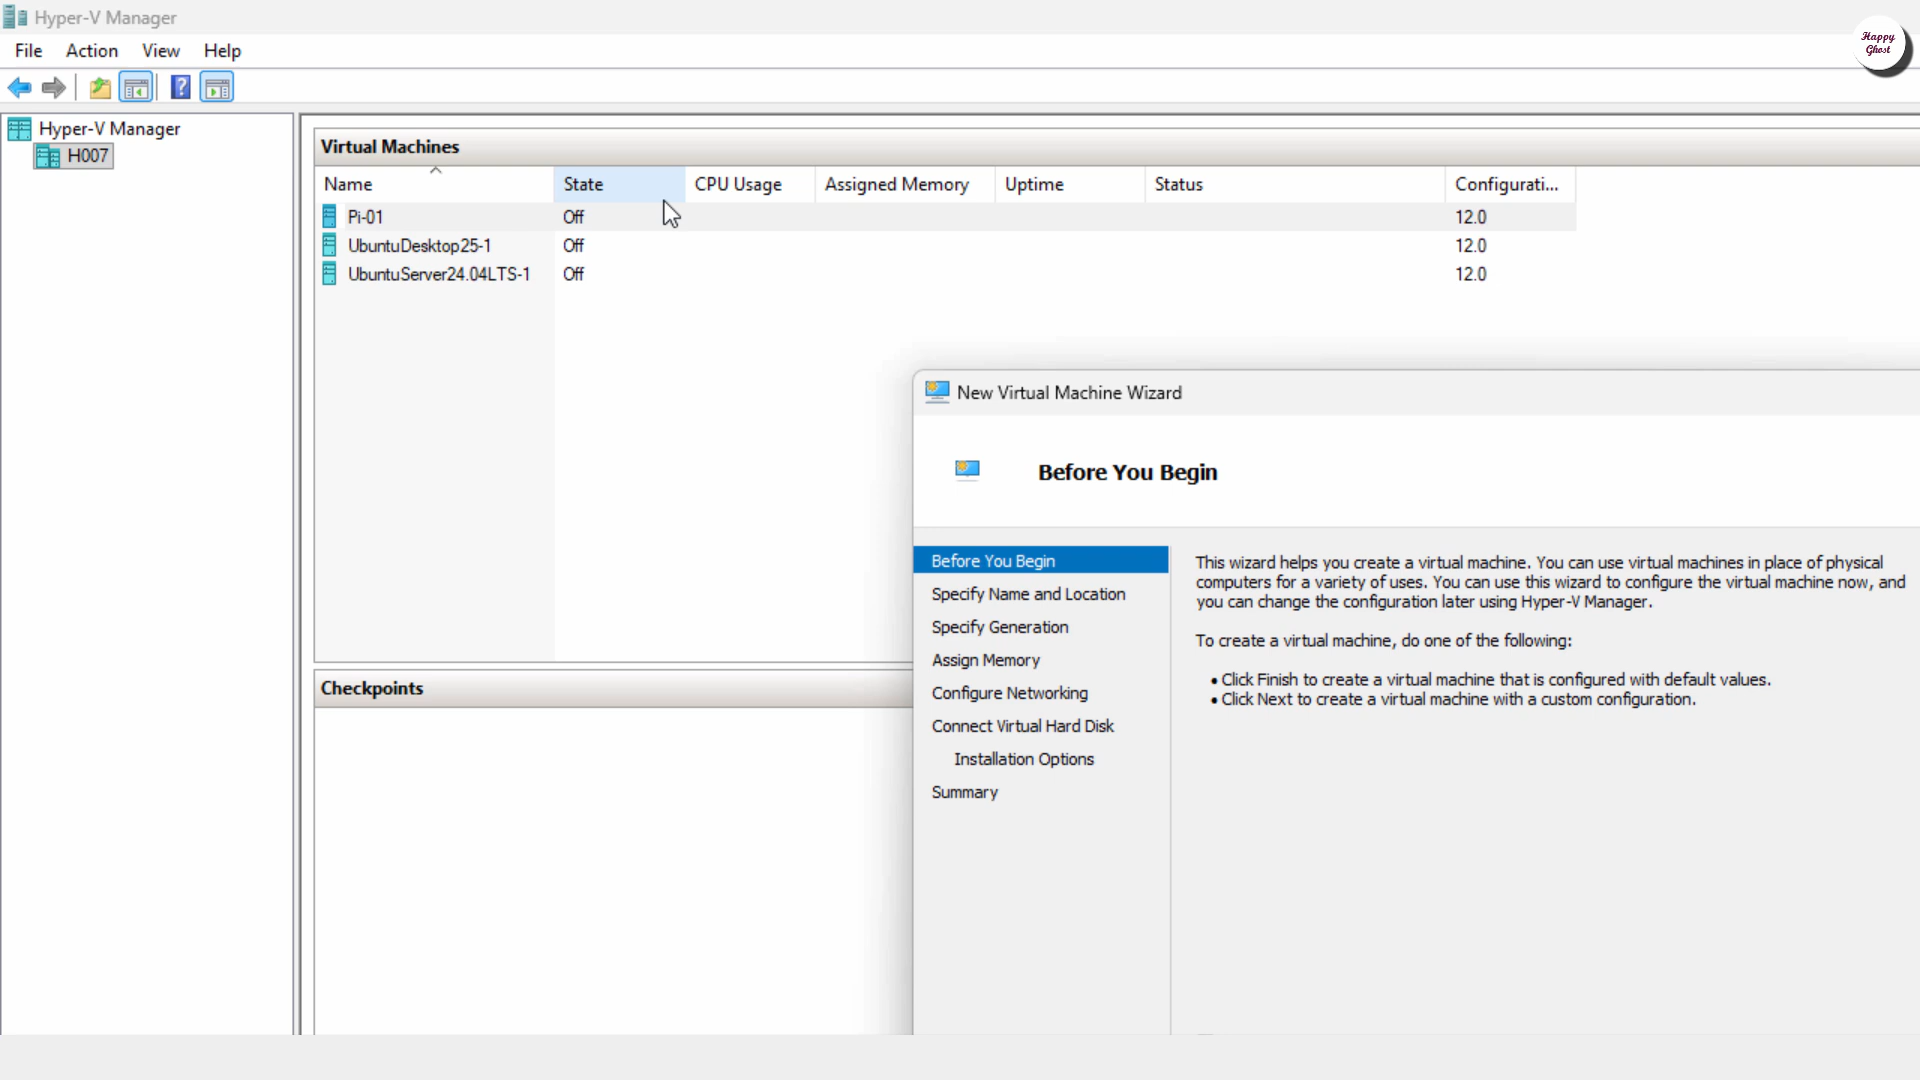 Hyper-V Manager
Happy
Ghost
File Action View Help
?
Hyper-V Manager
H007
Virtual Machines
Name State CPU Usage Assigned Memory Uptime Status Configurati...
Pi-01 Off 12.0
UbuntuDesktop25-1 Off 12.0
UbuntuServer24.04LTS-1 Off 12.0
New Virtual Machine Wizard
Before You Begin
Before You Begin
Specify Name and Location
Specify Generation
Assign Memory
Configure Networking
Connect Virtual Hard Disk
Installation Options
Summary
This wizard helps you create a virtual machine. You can use virtual machines in place of physical
computers for a variety of uses. You can use this wizard to configure the virtual machine now, and
you can change the configuration later using Hyper-V Manager.
To create a virtual machine, do one of the following:
• Click Finish to create a virtual machine that is configured with default values.
• Click Next to create a virtual machine with a custom configuration.
Checkpoints